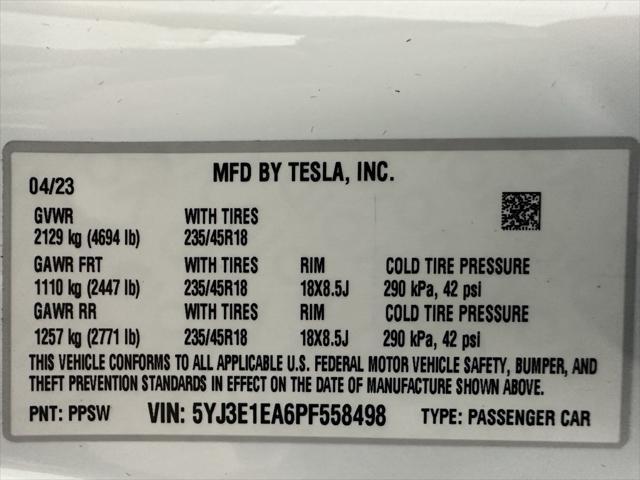 MFD BY TESLA, INC.
04/23
GVWR WITH TIRES
2129 kg (4694 lb) 235/45R18
GAWR FRT WITH TIRES RIM COLD TIRE PRESSURE
1110 kg (2447 lb) 235/45R18 18X8.5J 290 kPa, 42 psi
GAWR RR WITH TIRES RIM COLD TIRE PRESSURE
1257 kg (2771 lb) 235/45R18 18X8.5J 290 kPa, 42 psi
THIS VEHICLE CONFORMS TO ALL APPLICABLE U.S. FEDERAL MOTOR VEHICLE SAFETY, BUMPER, AND
THEFT PREVENTION STANDARDS IN EFFECT ON THE DATE OF MANUFACTURE SHOWN ABOVE.
PNT: PPSW VIN: 5YJ3E1EA6PF558498 TYPE: PASSENGER CAR